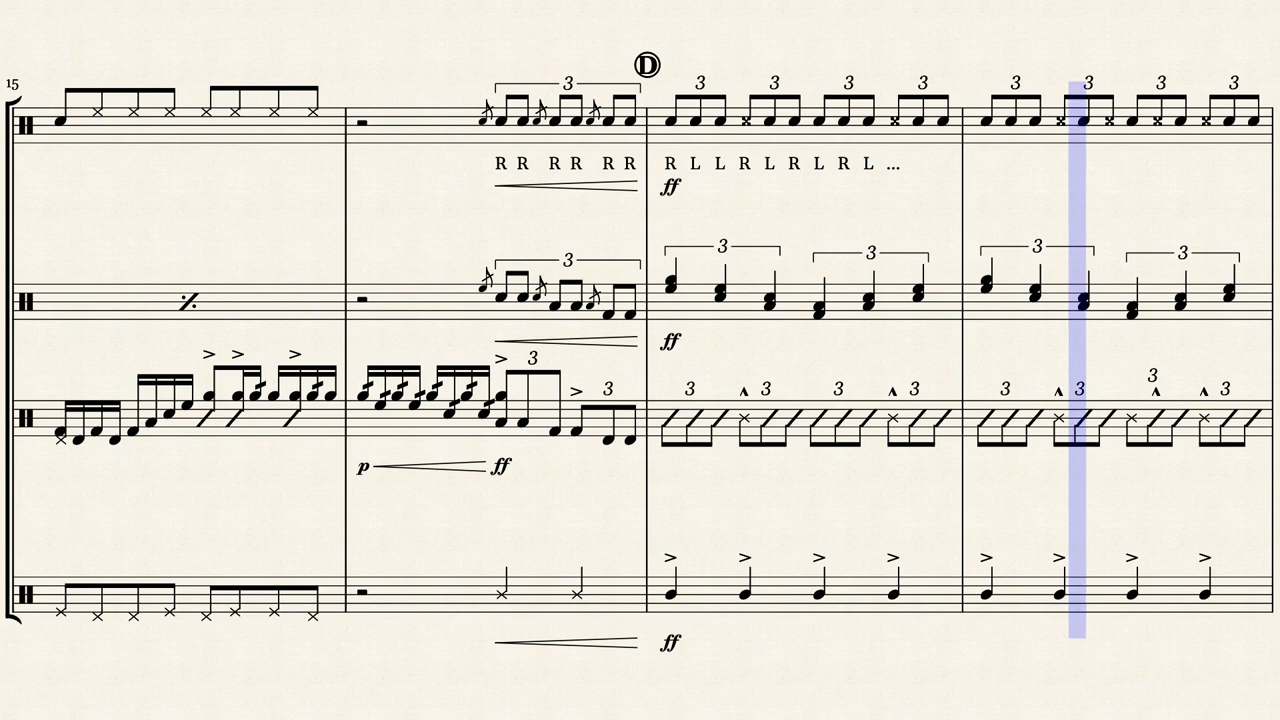 D
15
3 3 3 3 3 3 3 3 3
R R R R R R R L L R L R L R L ...
ff
3 3 3 3 3
ff
3 3 3 3 3 3 3 3 3 3
p ff
ff